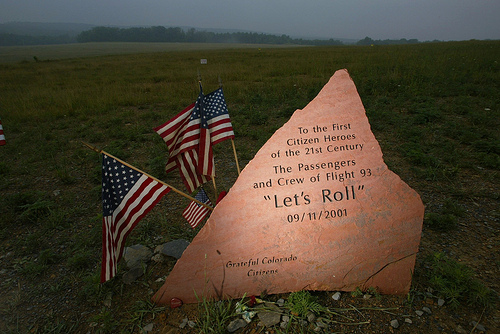 To the First
Citizen Heroes
of the 21st Century
The Passengers
and Crew of Flight 93
"Let's Roll"
09/11/2001
Grateful Colorado
Citizens